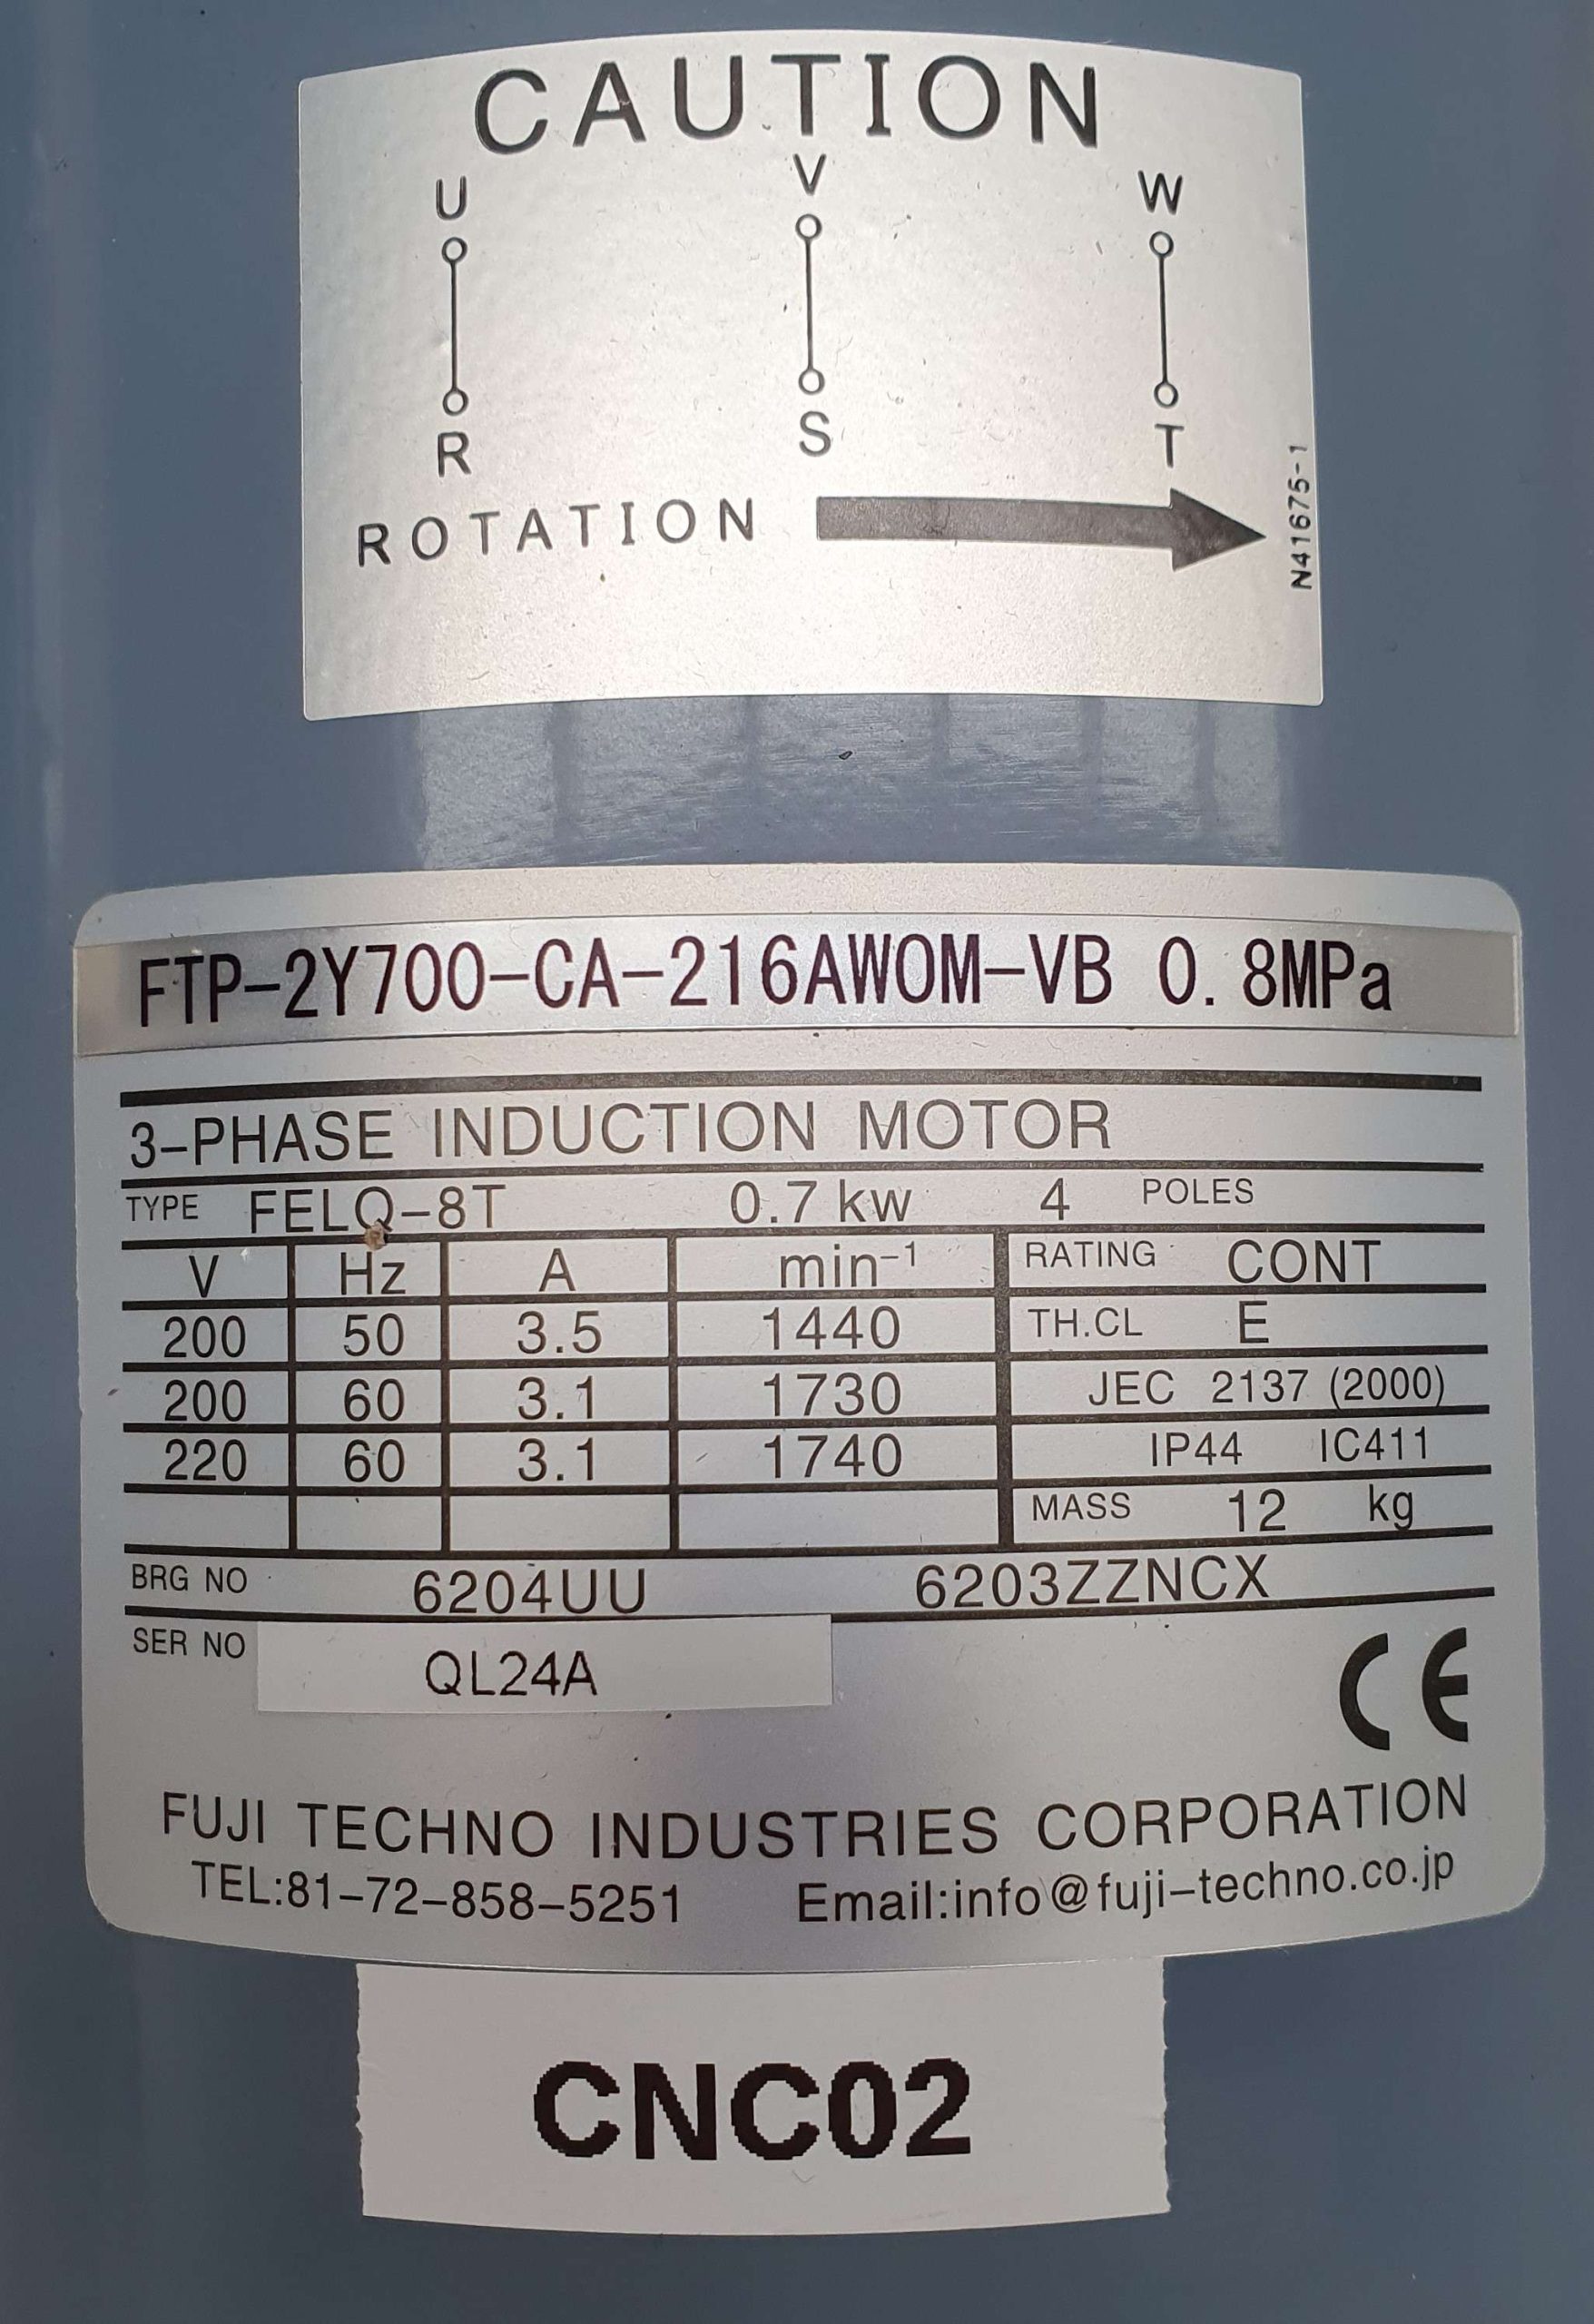 CAUTION
U V W
R S T
ROTATION
N41675-1
FTP-2Y700-CA-216AWOM-VB 0.8MPa
3-PHASE INDUCTION MOTOR
TYPE FELQ-8T 0.7 kw 4 POLES
V Hz A min⁻¹ RATING CONT
200 50 3.5 1440 TH.CL E
200 60 3.1 1730 JEC 2137 (2000)
220 60 3.1 1740 IP44 IC411
MASS 12 kg
BRG NO 6204UU 6203ZZNCX
SER NO QL24A
CE
FUJI TECHNO INDUSTRIES CORPORATION
TEL:81-72-858-5251 Email:info@fuji-techno.co.jp
CNC02